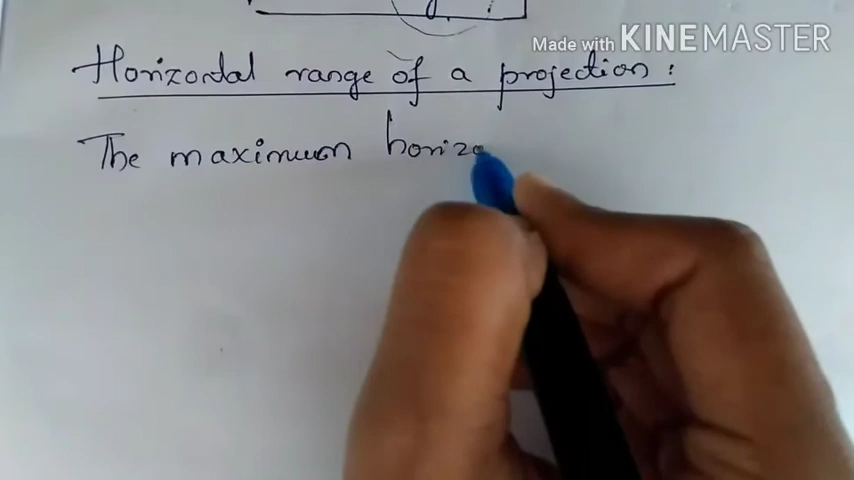 Made with KINEMASTER
Horizontal range of a projection :
The maximum horizo